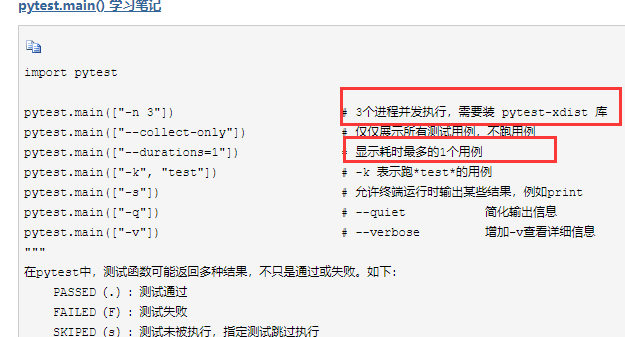 pytest.main() 学习笔记
import pytest
pytest.main(["-n 3"]) # 3个进程并发执行，需要装 pytest-xdist 库
pytest.main(["--collect-only"]) # 仅仅展示所有测试用例，不跑用例
pytest.main(["--durations=1"]) # 显示耗时最多的1个用例
pytest.main(["-k", "test"]) # -k 表示跑*test*的用例
pytest.main(["-s"]) # 允许终端运行时输出某些结果，例如print
pytest.main(["-q"]) # --quiet 简化输出信息
pytest.main(["-v"]) # --verbose 增加-v查看详细信息
"""
在pytest中，测试函数可能返回多种结果，不只是通过或失败。如下：
PASSED (.) : 测试通过
FAILED (F) : 测试失败
SKIPED (s) : 测试未被执行，指定测试跳过执行